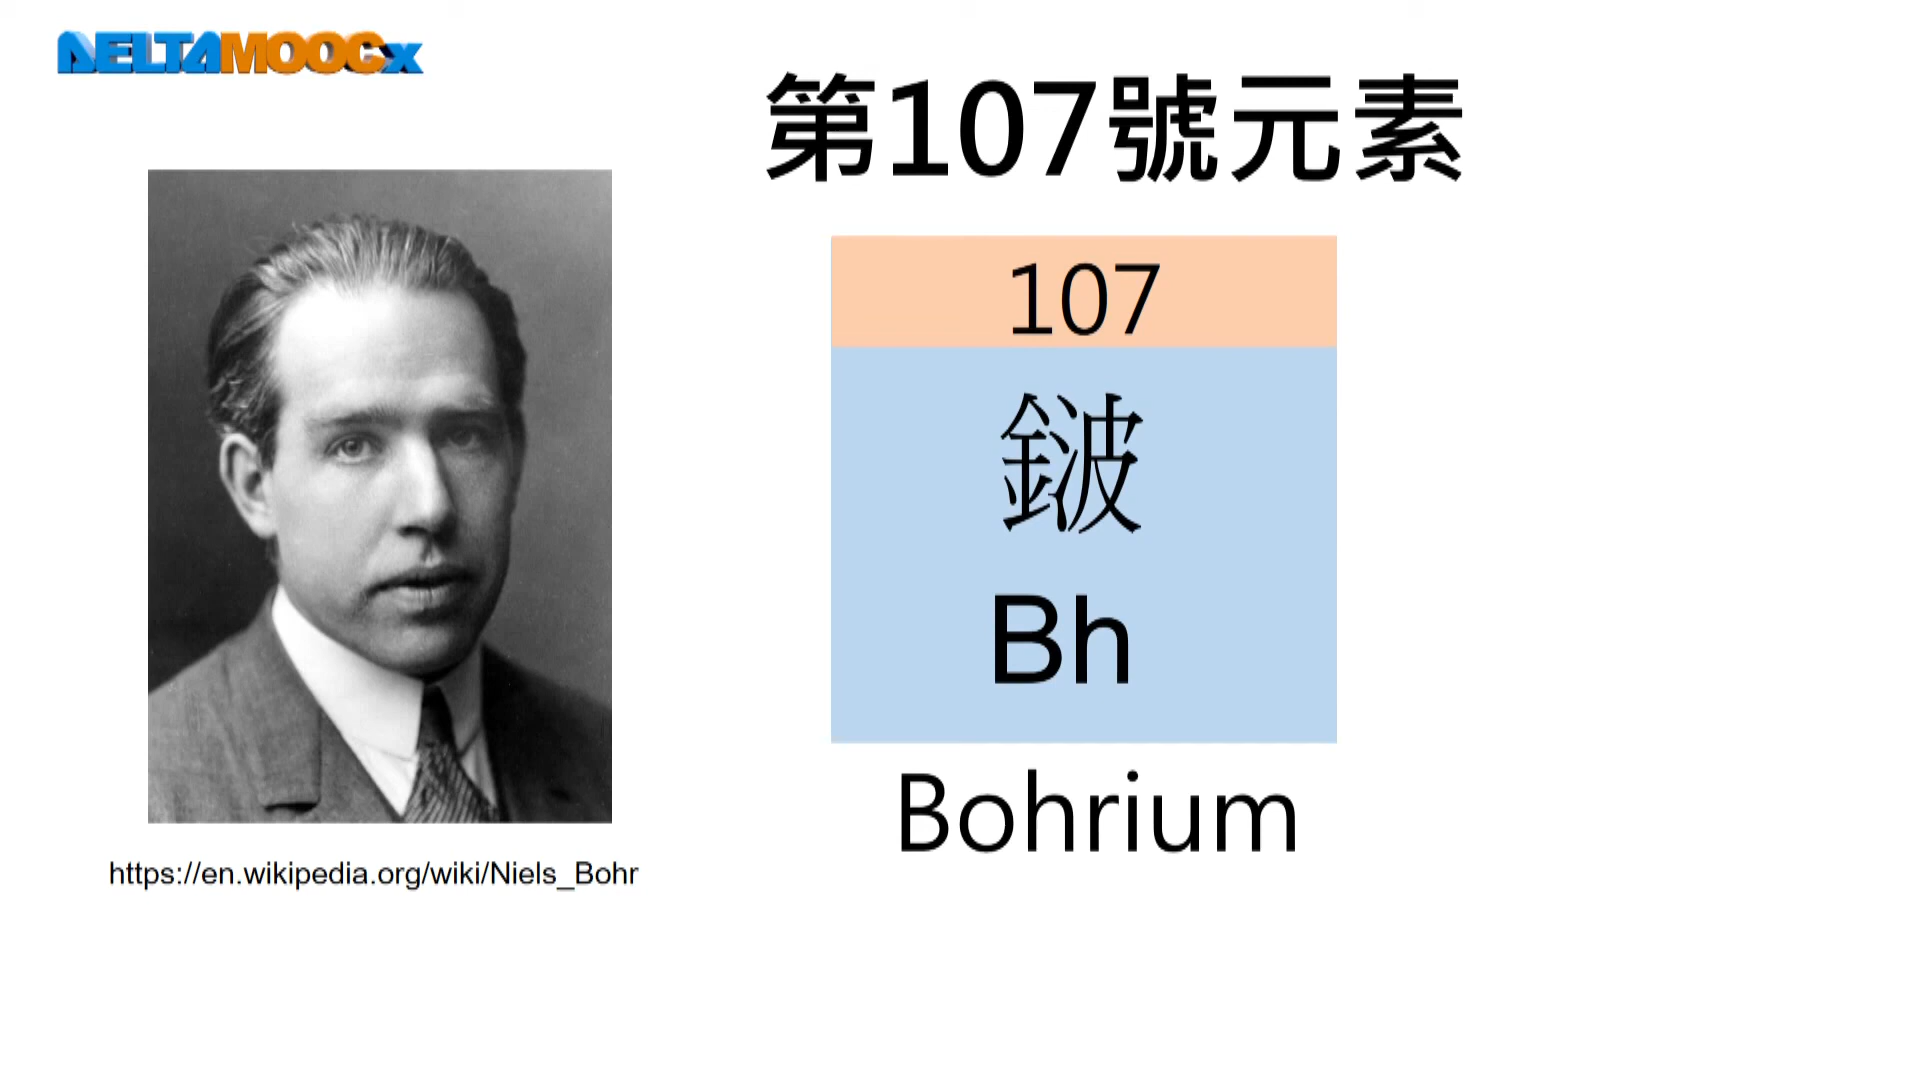 DELTAMOOCx
第107號元素
107
鈹
Bh
Bohrium
https://en.wikipedia.org/wiki/Niels_Bohr